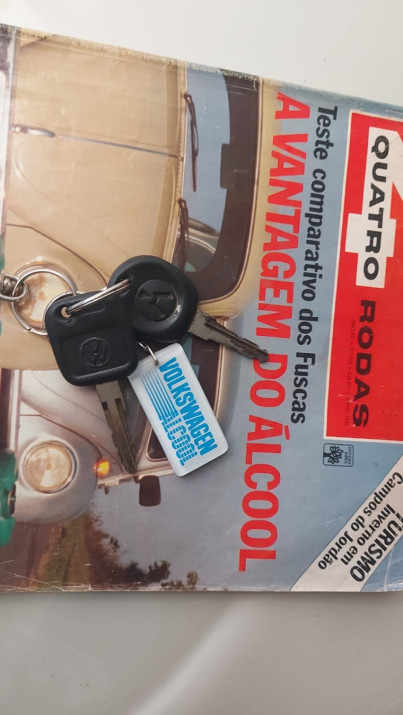 QUATRO
RODAS
Teste comparativo dos Fuscas
A VANTAGEM DO ÁLCOOL
TURISMO
Inverno em
Campos do Jordão
VOLKSWAGEN
ÁLCOOL